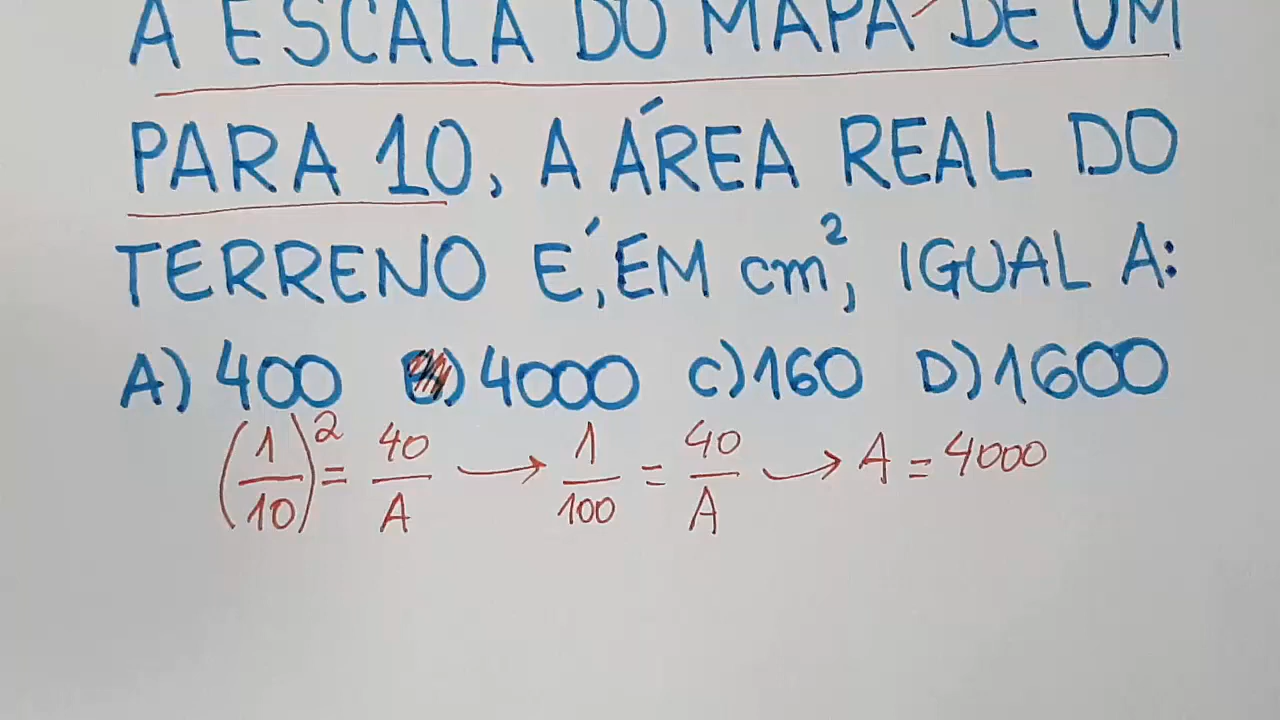 A ESCALA DO MAPA DE UM
PARA 10, A ÁREA REAL DO
TERRENO É, EM cm², IGUAL A:
A) 400 ) 4000 C) 160 D) 1600
(1/10)² = 40/A → 1/100 = 40/A → A = 4000